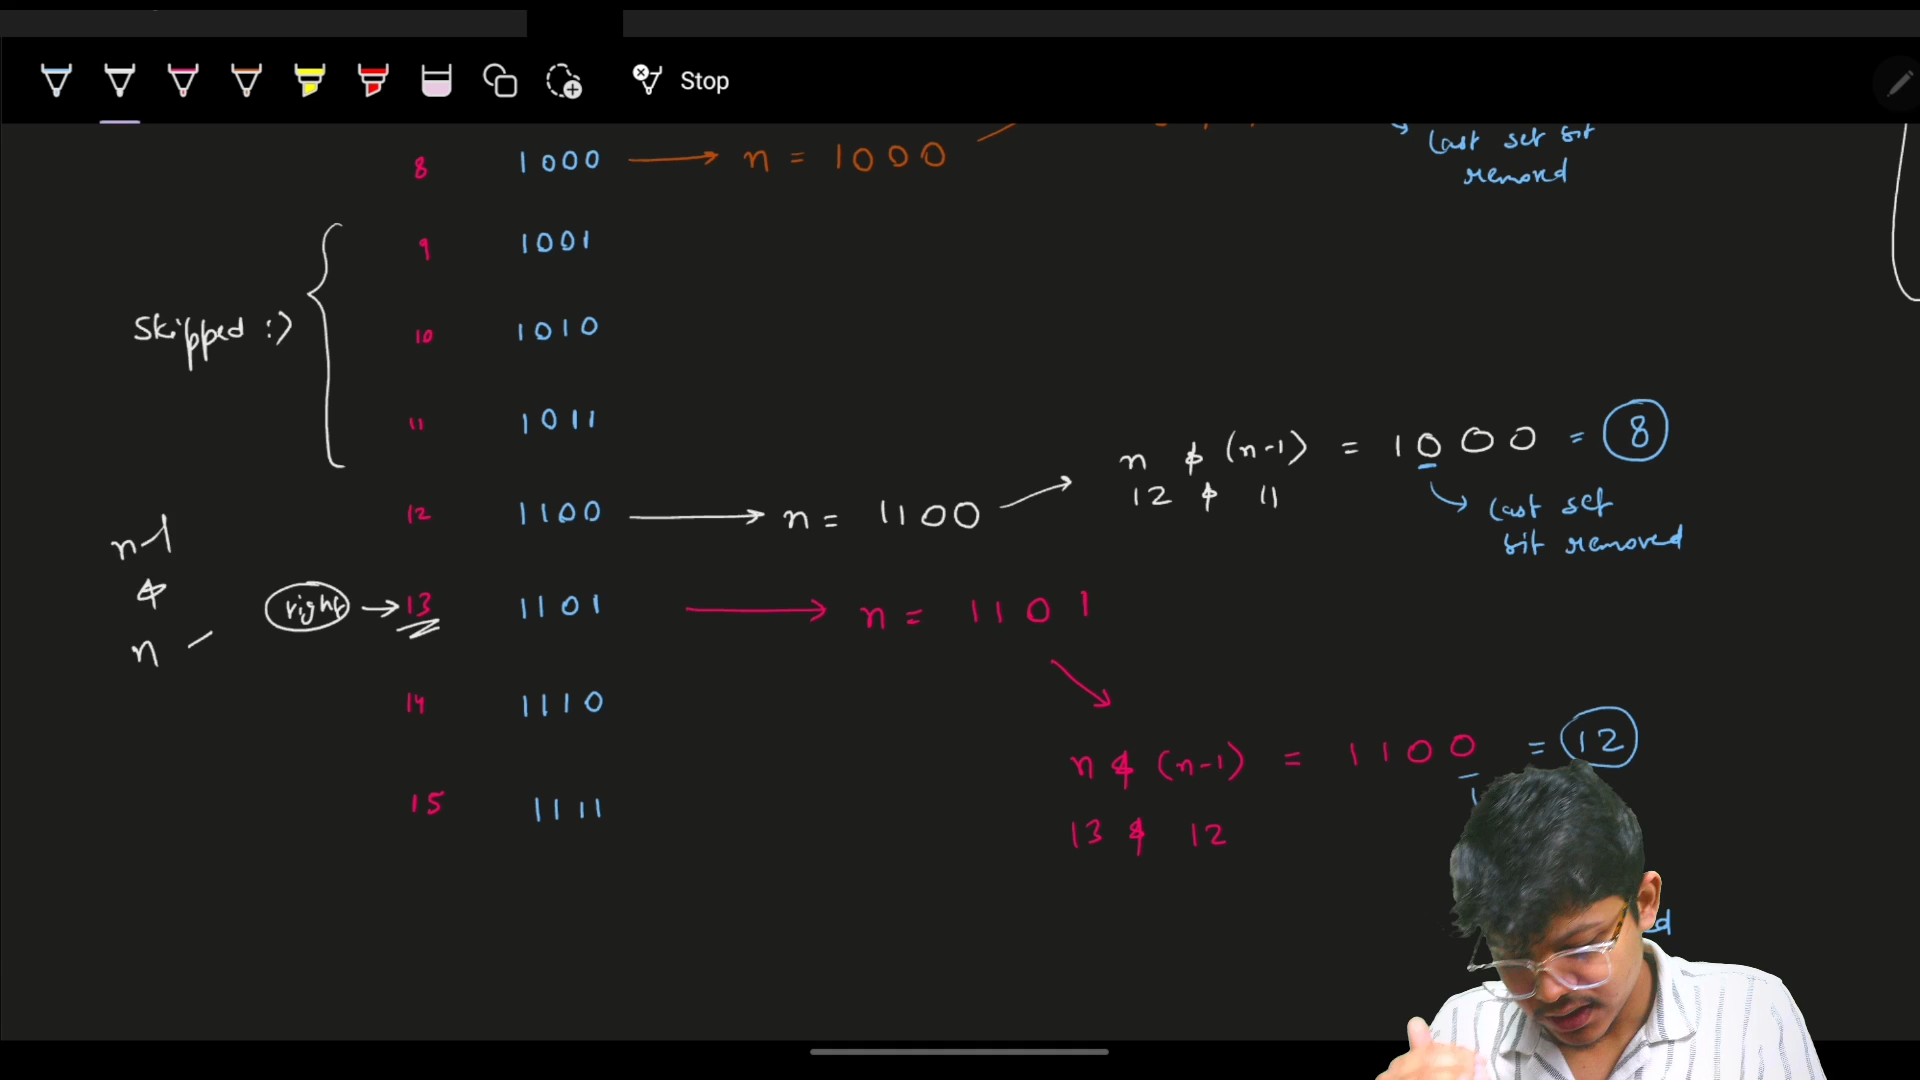 Stop
8 1000 → n = 1000
last set bit
removed
9 1001
Skipped :)
10 1010
11 1011
n & (n-1) = 1000 = 8
12 & 11
last set
bit removed
12 1100 → n = 1100
n-1
&
n
right → 13 1101 → n = 1101
14 1110
n & (n-1) = 1100 = 12
13 & 12
15 1111